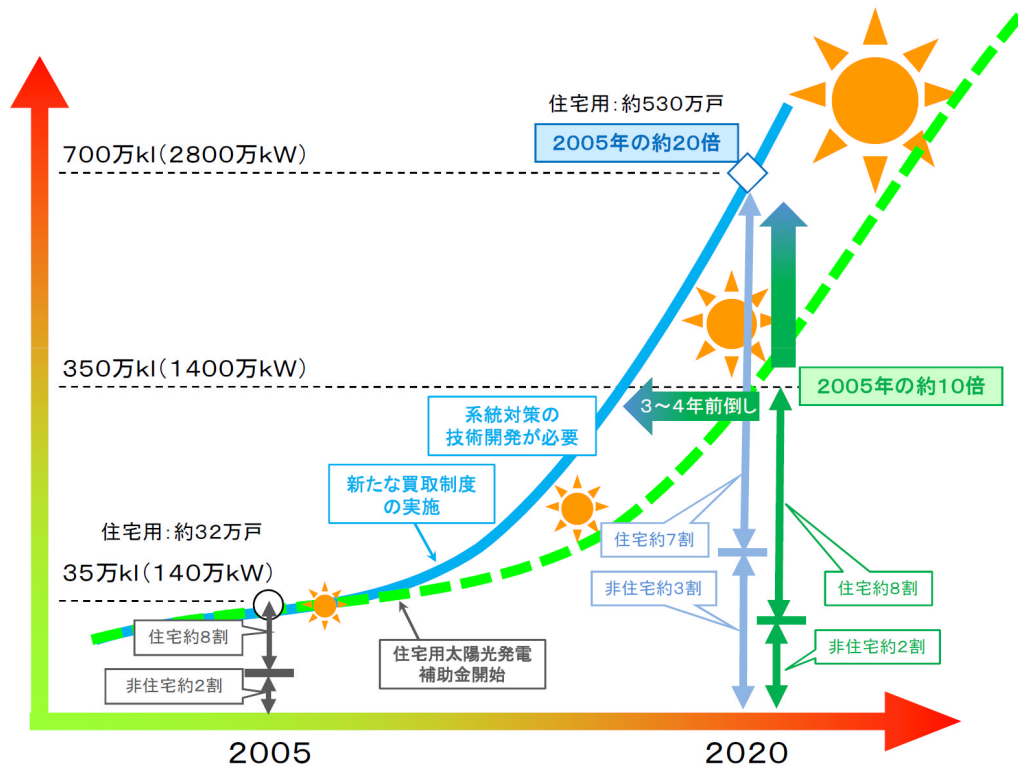 住宅用：約530万戸
2005年の約20倍
700万kl（2800万kW）
350万kl（1400万kW）
2005年の約10倍
3～4年前倒し
系統対策の
技術開発が必要
新たな買取制度
の実施
住宅用：約32万戸
35万kl（140万kW）
住宅約7割
非住宅約3割
住宅約8割
住宅約8割
非住宅約2割
住宅用太陽光発電
補助金開始
非住宅約2割
2005
2020